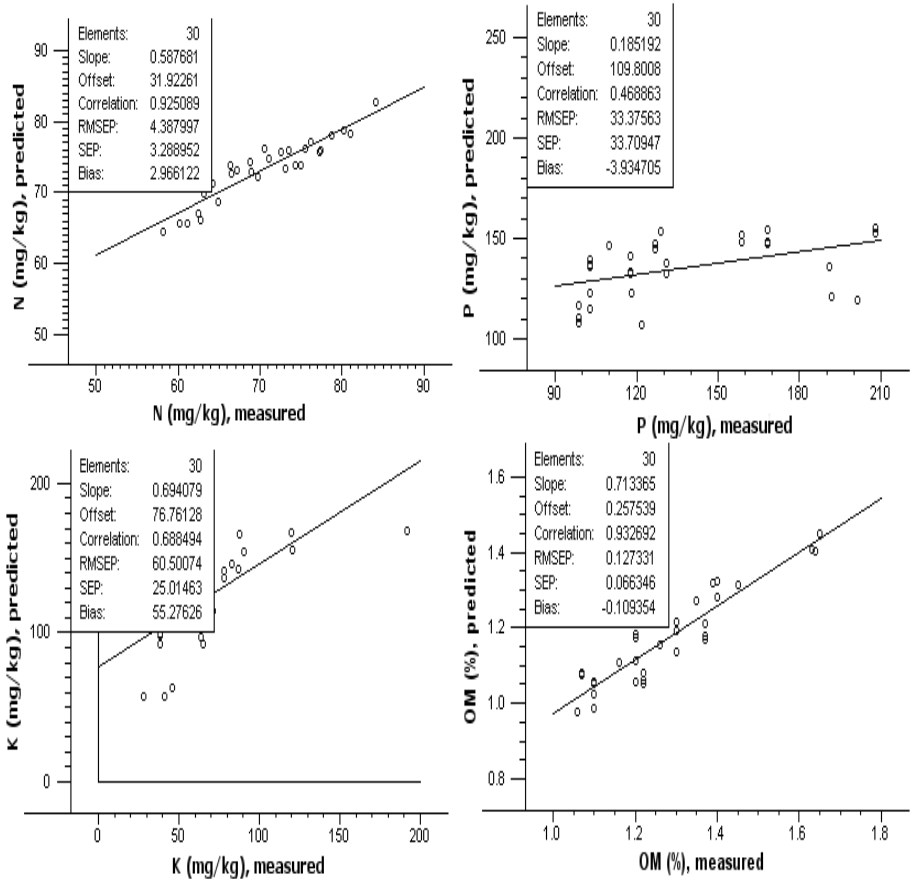 Elements: 30
Slope: 0.587681
Offset: 31.92261
Correlation: 0.925089
RMSEP: 4.387997
SEP: 3.288952
Bias: 2.966122
90
80
70
60
50
N (mg/kg), predicted
50 60 70 80 90
N (mg/kg), measured
Elements: 30
Slope: 0.185192
Offset: 109.8008
Correlation: 0.468863
RMSEP: 33.37563
SEP: 33.70947
Bias: -3.934705
250
200
150
100
P (mg/kg), predicted
90 120 150 180 210
P (mg/kg), measured
Elements: 30
Slope: 0.694079
Offset: 76.76128
Correlation: 0.688494
RMSEP: 60.50074
SEP: 25.01463
Bias: 55.27626
200
100
0
K (mg/kg), predicted
0 50 100 150 200
K (mg/kg), measured
Elements: 30
Slope: 0.713365
Offset: 0.257539
Correlation: 0.932692
RMSEP: 0.127331
SEP: 0.066346
Bias: -0.109354
1.6
1.4
1.2
1.0
0.8
OM (%), predicted
1.0 1.2 1.4 1.6 1.8
OM (%), measured